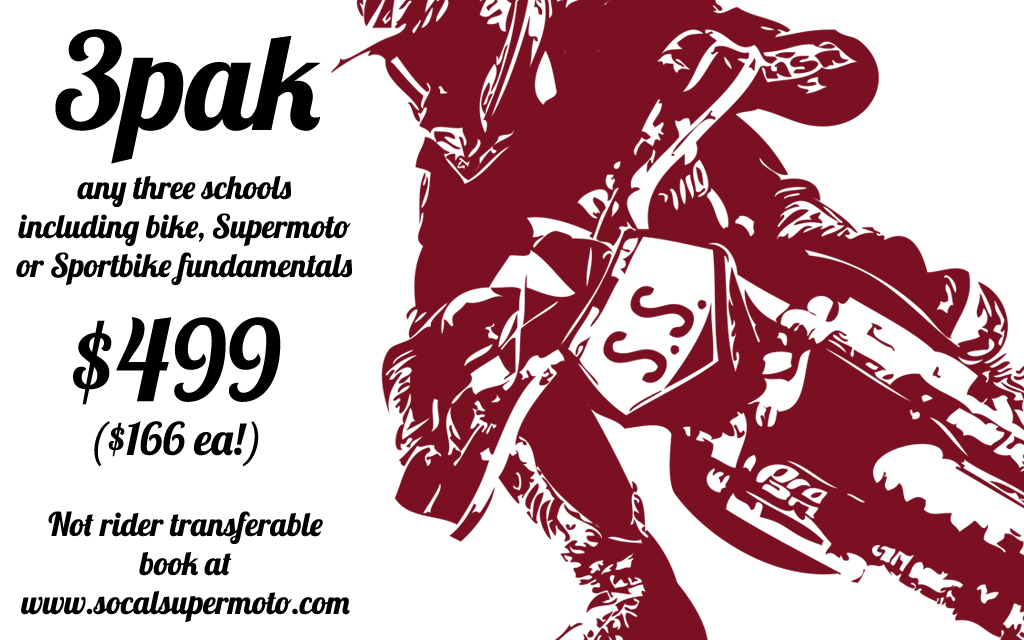 3pak
any three schools
including bike, Supermoto
or Sportbike fundamentals
$499
($166 ea!)
Not rider transferable
book at
www.socalsupermoto.com
S.S.
pro